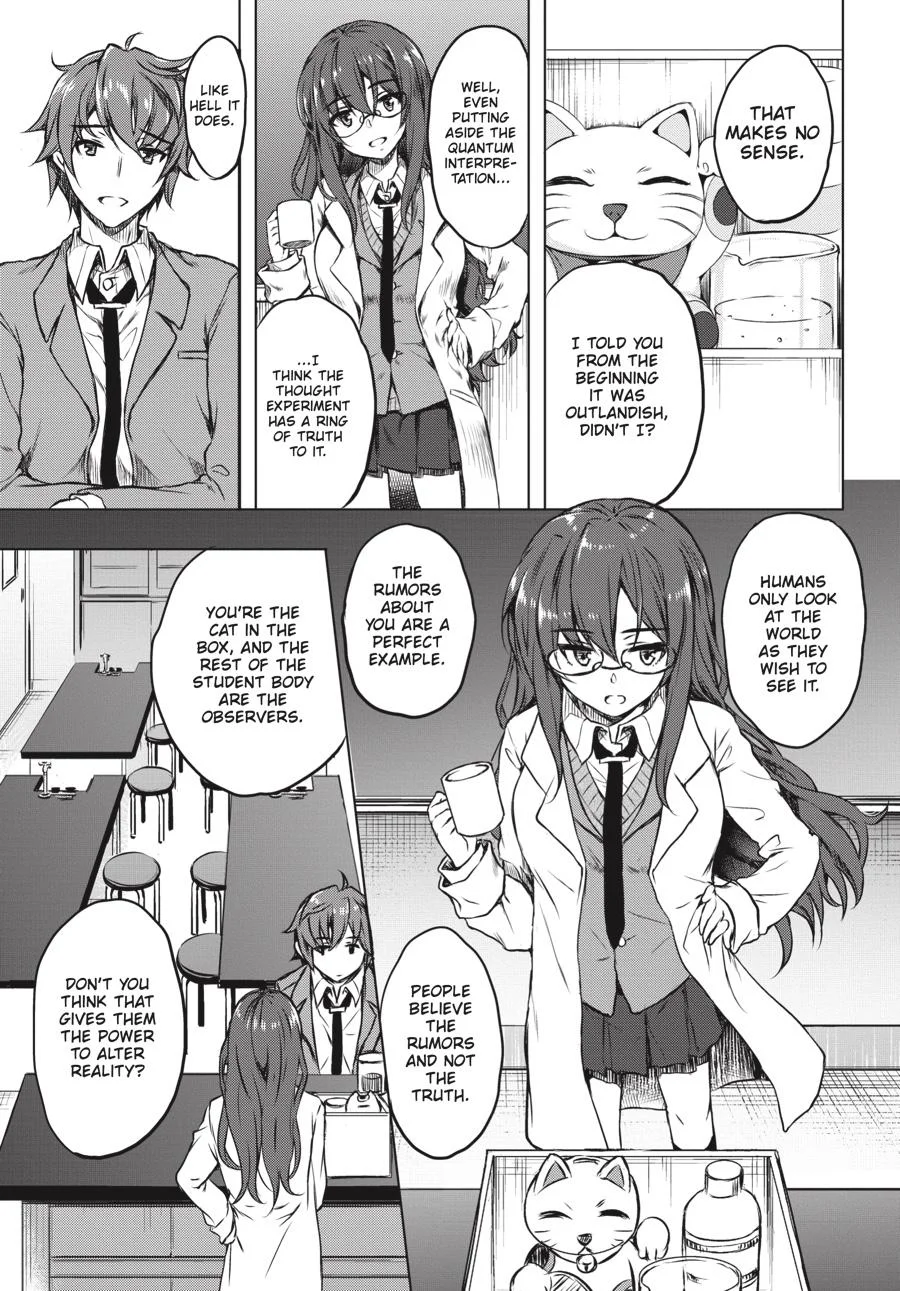 THAT
MAKES NO
SENSE.
I TOLD YOU
FROM THE
BEGINNING
IT WAS
OUTLANDISH,
DIDN'T I?
WELL,
EVEN
PUTTING
ASIDE THE
QUANTUM
INTERPRE-
TATION...
...I
THINK THE
THOUGHT
EXPERIMENT
HAS A RING
OF TRUTH
TO IT.
LIKE
HELL IT
DOES.
HUMANS
ONLY LOOK
AT THE
WORLD
AS THEY
WISH TO
SEE IT.
THE
RUMORS
ABOUT
YOU ARE A
PERFECT
EXAMPLE.
YOU'RE THE
CAT IN THE
BOX, AND THE
REST OF THE
STUDENT BODY
ARE THE
OBSERVERS.
PEOPLE
BELIEVE
THE
RUMORS
AND NOT
THE
TRUTH.
DON'T YOU
THINK THAT
GIVES THEM
THE POWER
TO ALTER
REALITY?